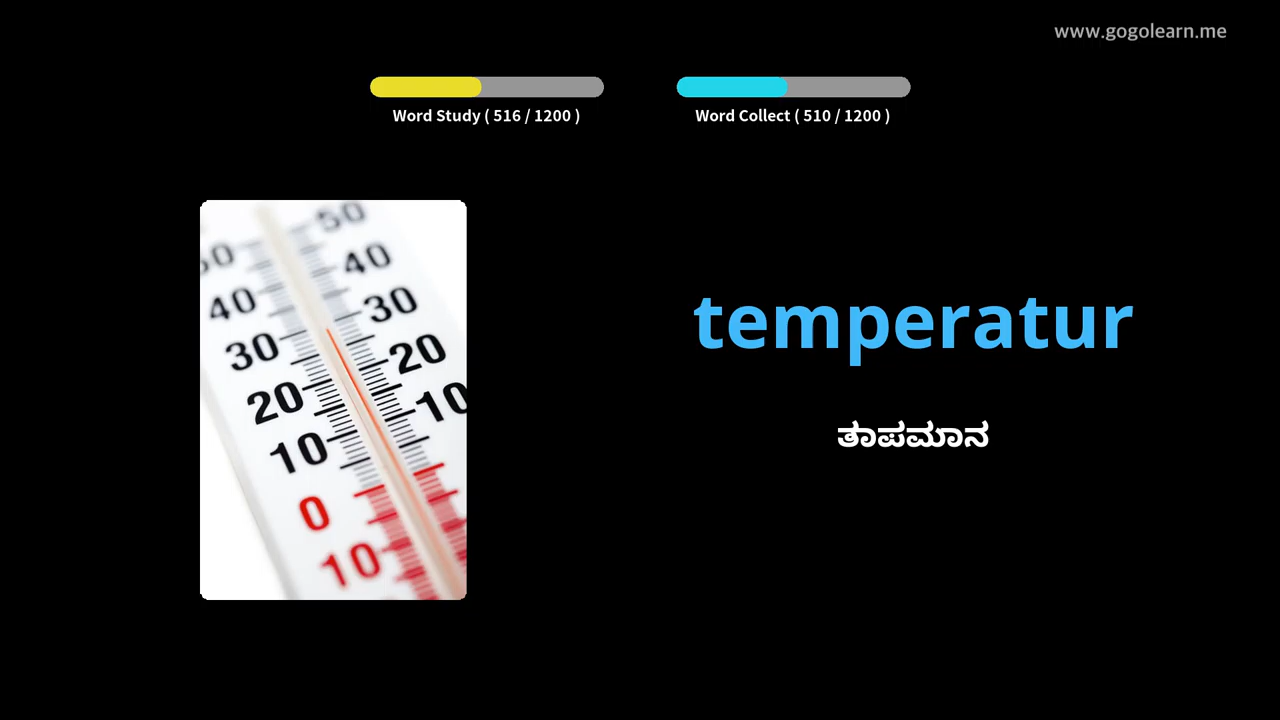 www.gogolearn.me
Word Study ( 516 / 1200 )
Word Collect ( 510 / 1200 )
temperatur
ತಾಪಮಾನ
50
50
40
40
30
30
20
20
10
10
0
10